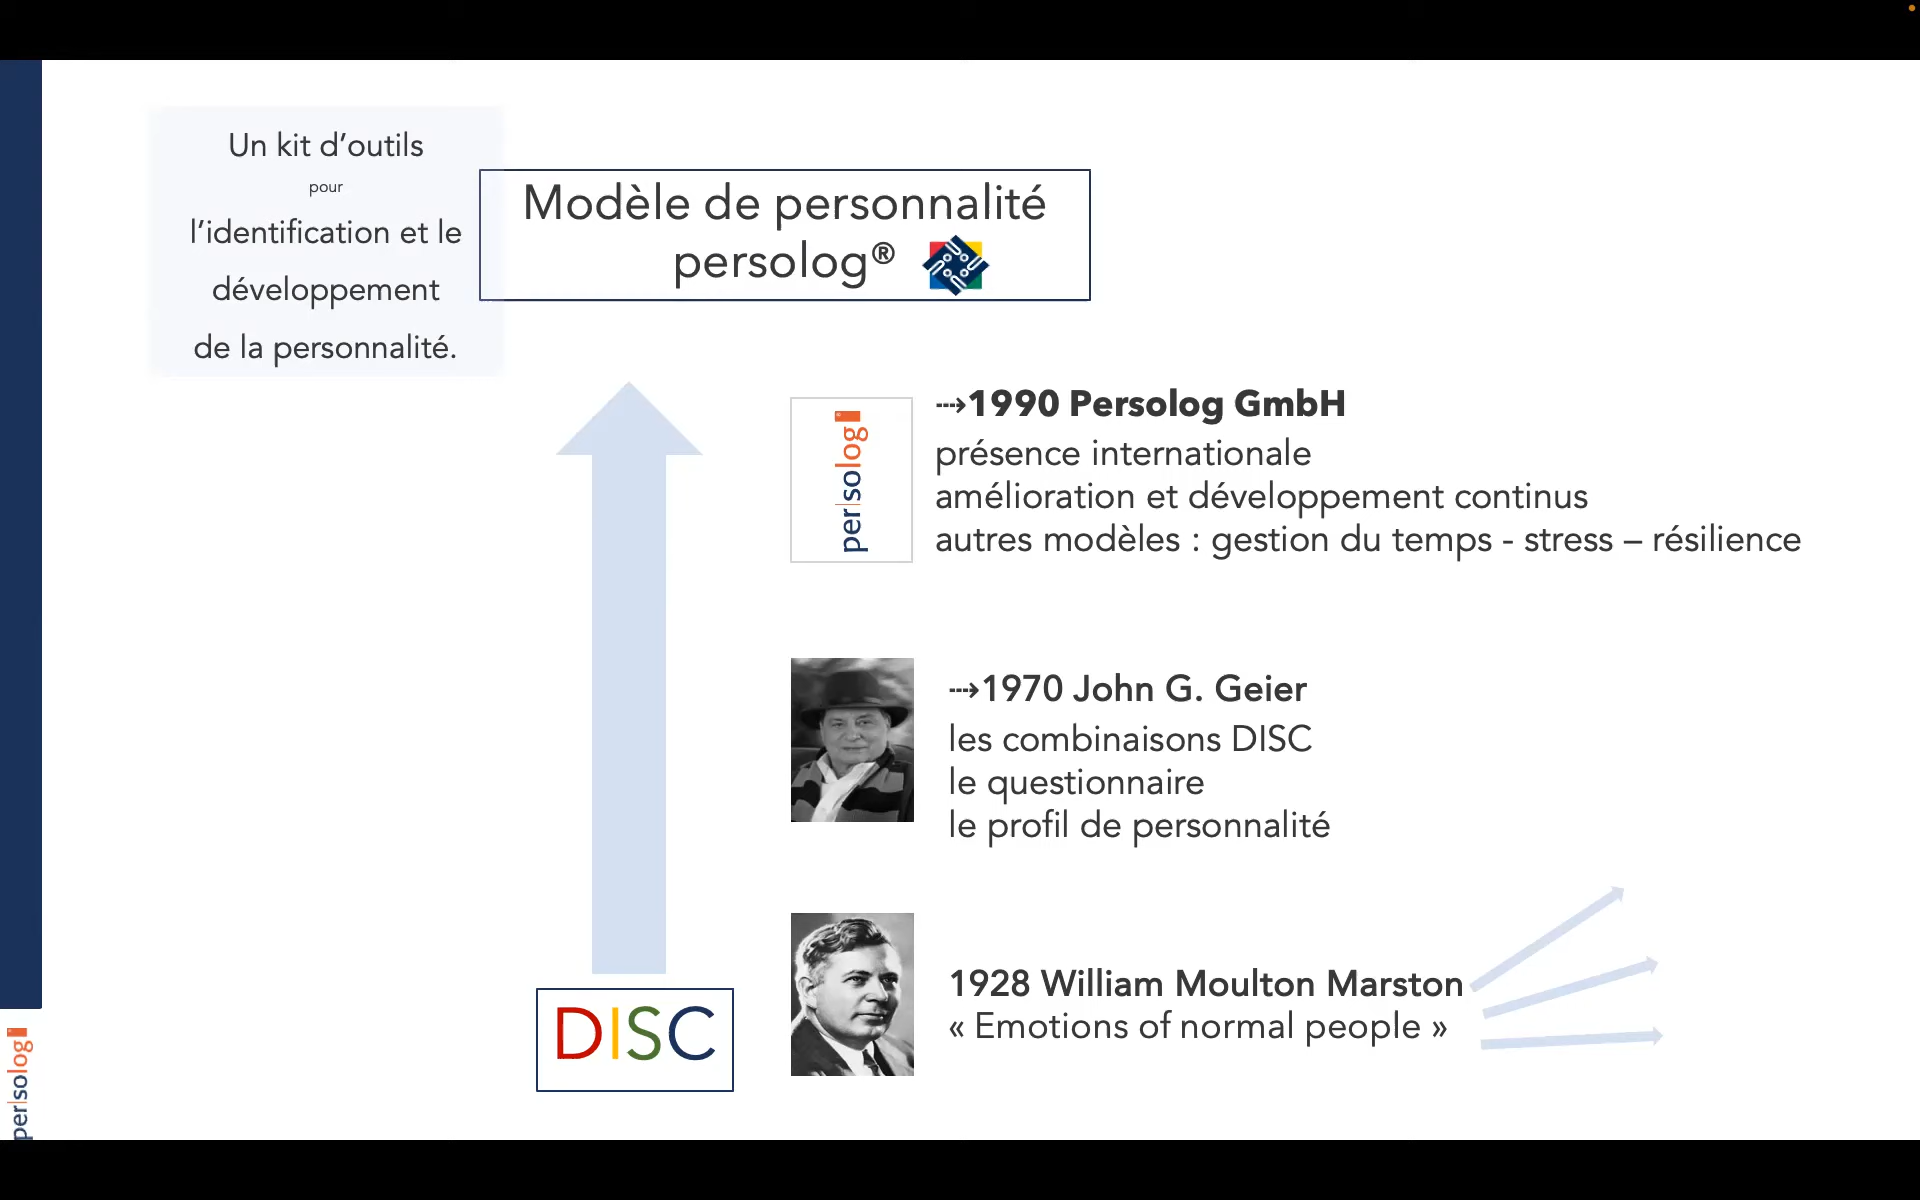 Un kit d’outils
pour
l’identification et le
développement
de la personnalité.
Modèle de personnalité
persolog®
⤑1990 Persolog GmbH
présence internationale
amélioration et développement continus
autres modèles : gestion du temps - stress – résilience
persolog
⤑1970 John G. Geier
les combinaisons DISC
le questionnaire
le profil de personnalité
1928 William Moulton Marston
« Emotions of normal people »
DISC
persolog